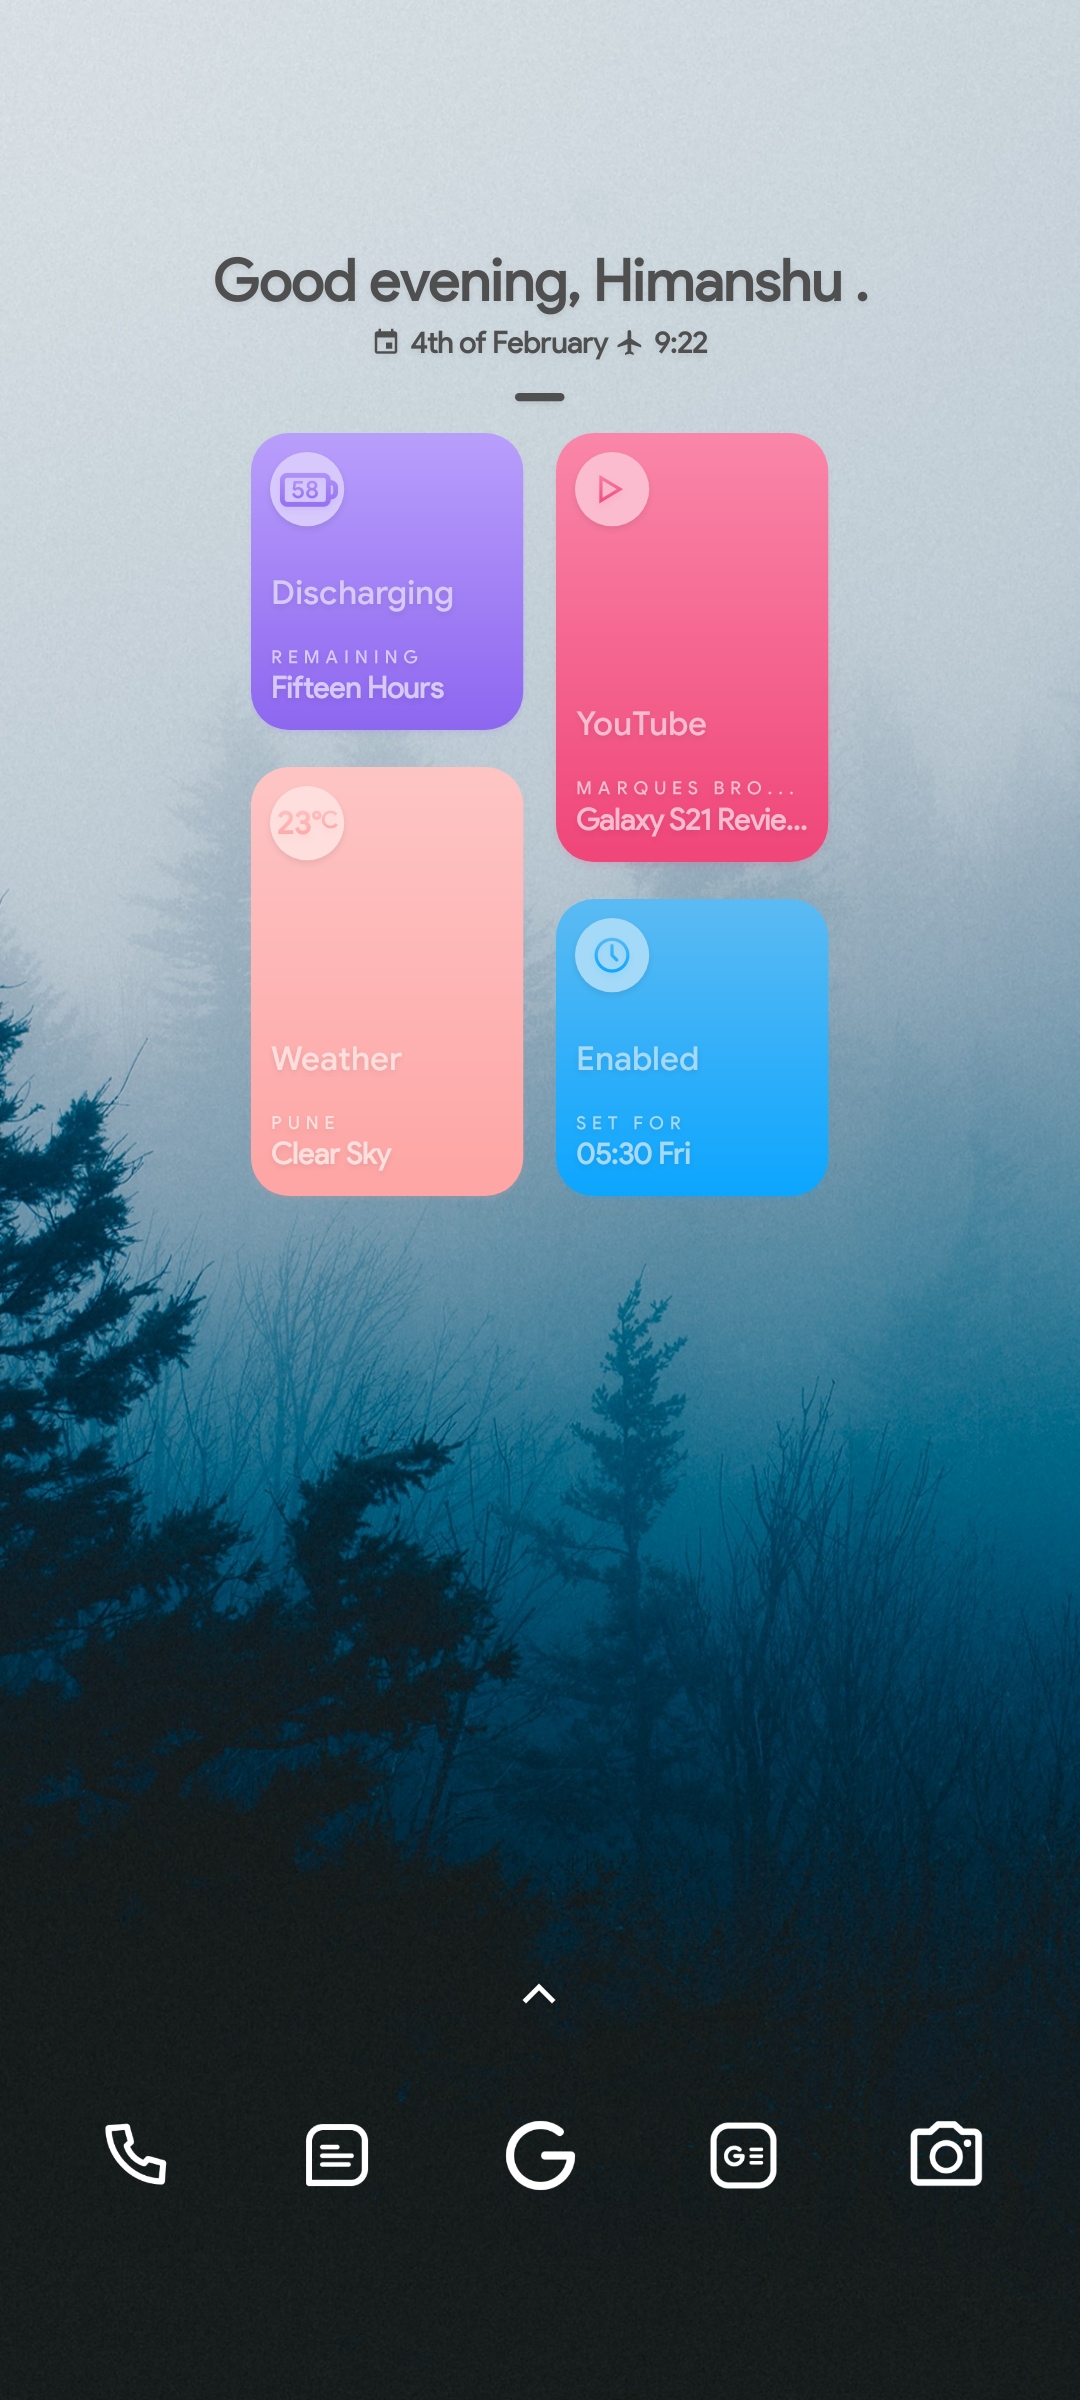 Good evening, Himanshu .
4th of February 9:22
58
Discharging
REMAINING
Fifteen Hours
YouTube
MARQUES BRO...
Galaxy S21 Revie...
23°C
Weather
PUNE
Clear Sky
Enabled
SET FOR
05:30 Fri
G
G